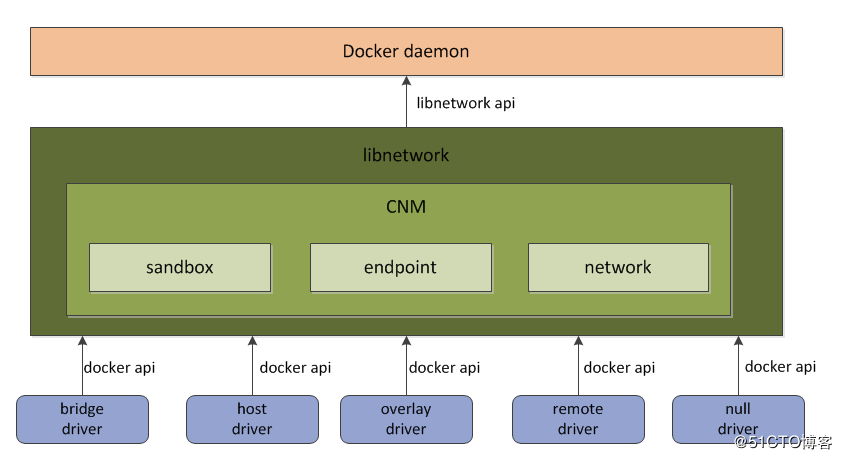 Docker daemon
libnetwork api
libnetwork
CNM
sandbox
endpoint
network
docker api
docker api
docker api
docker api
docker api
bridge
driver
host
driver
overlay
driver
remote
driver
null
driver
@51CTO博客